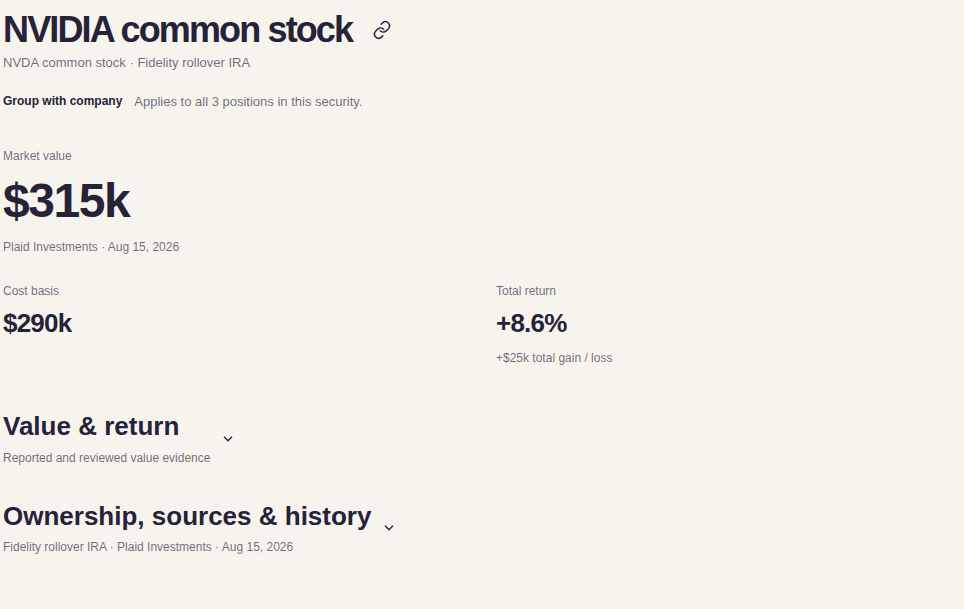 NVIDIA common stock
NVDA common stock · Fidelity rollover IRA
Group with company Applies to all 3 positions in this security.
Market value
$315k
Plaid Investments · Aug 15, 2026
Cost basis Total return
$290k +8.6%
+$25k total gain / loss
Value & return
Reported and reviewed value evidence
Ownership, sources & history
Fidelity rollover IRA · Plaid Investments · Aug 15, 2026